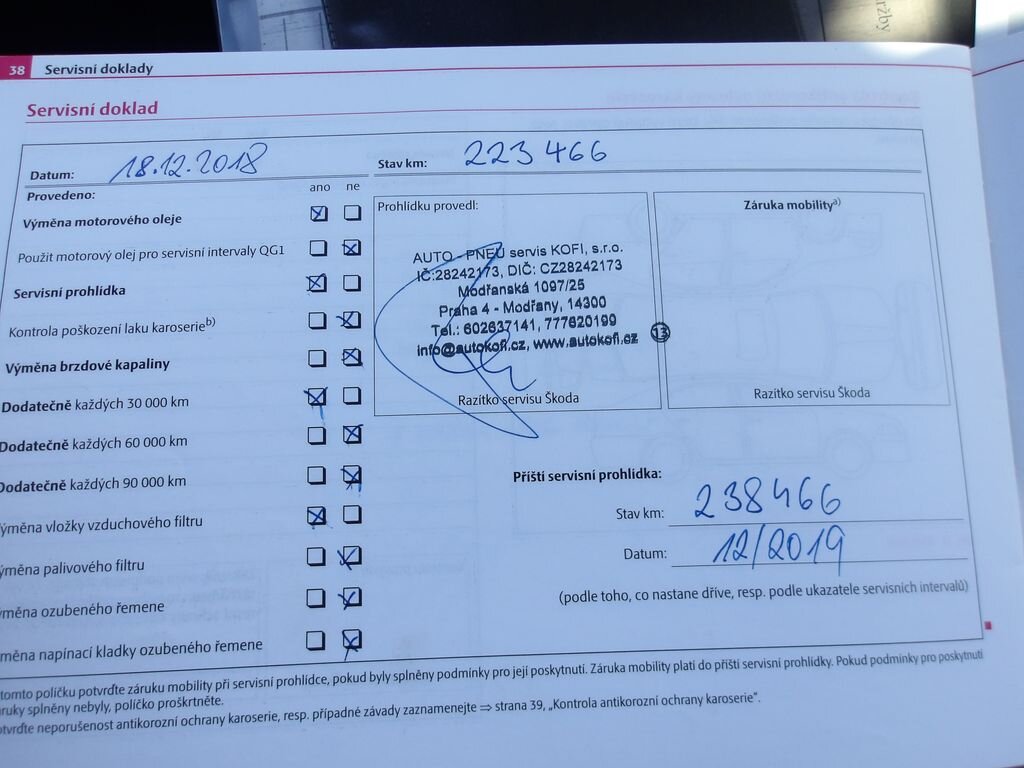 ržby
38 Servisní doklady
Servisní doklad
Datum: 18.12.2018 Stav km: 223 466
Provedeno: ano ne
Výměna motorového oleje
Použit motorový olej pro servisní intervaly QG1
Servisní prohlídka
Kontrola poškození laku karoserieb)
Výměna brzdové kapaliny
Dodatečně každých 30 000 km
Dodatečně každých 60 000 km
Dodatečně každých 90 000 km
ýměna vložky vzduchového filtru
ýměna palivového filtru
měna ozubeného řemene
měna napínací kladky ozubeného řemene
Prohlídku provedl:
AUTO - PNEU servis KOFI, s.r.o.
IČ:28242173, DIČ: CZ28242173
Modřanská 1097/25
Praha 4 - Modřany, 14300
Tel.: 602637141, 777620199
info@autokofi.cz, www.autokofi.cz
Razítko servisu Škoda
Záruka mobilitya)
13
Razítko servisu Škoda
Příští servisní prohlídka:
Stav km: 238466
Datum: 12/2019
(podle toho, co nastane dříve, resp. podle ukazatele servisních intervalů)
tomto políčku potvrďte záruku mobility při servisní prohlídce, pokud byly splněny podmínky pro její poskytnutí. Záruka mobility platí do příští servisní prohlídky. Pokud podmínky pro poskytnutí
ruky splněny nebyly, políčko proškrtněte.
otvrďte neporušenost antikorozní ochrany karoserie, resp. případné závady zaznamenejte ⇒ strana 39, „Kontrola antikorozní ochrany karoserie“.